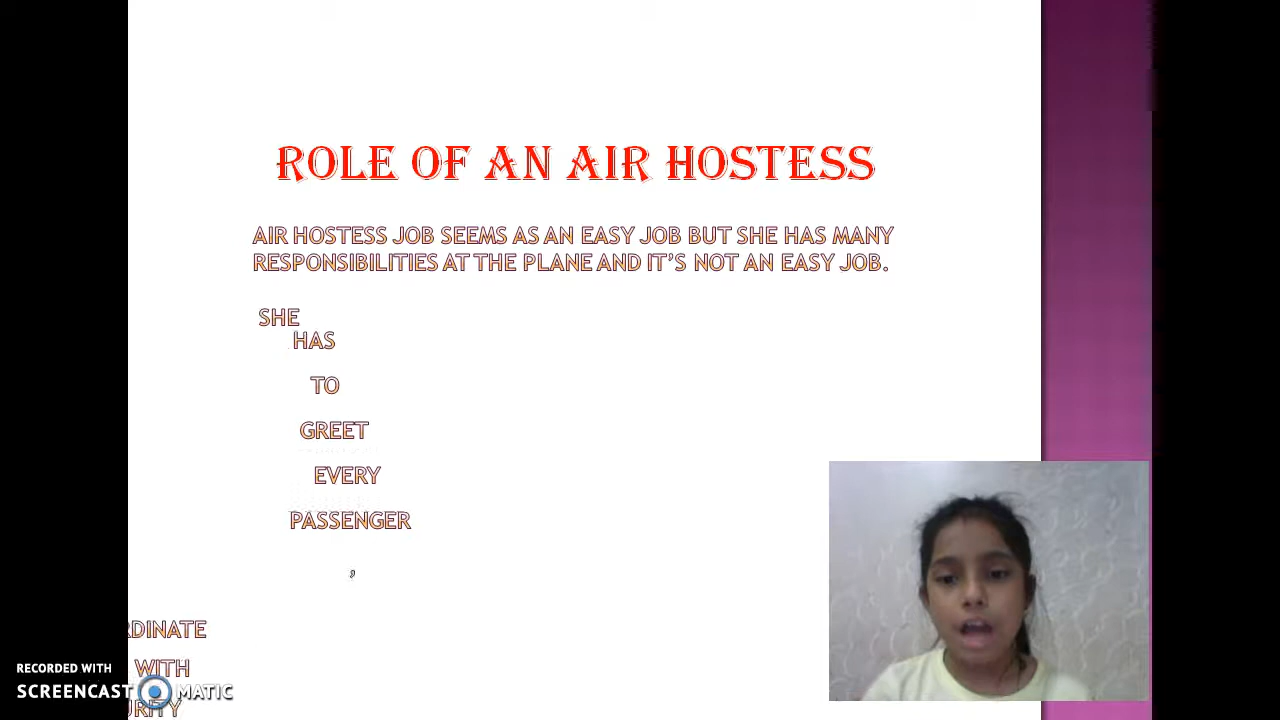 ROLE OF AN AIR HOSTESS
AIR HOSTESS JOB SEEMS AS AN EASY JOB BUT SHE HAS MANY
RESPONSIBILITIES AT THE PLANE AND IT'S NOT AN EASY JOB.
SHE
HAS
TO
GREET
EVERY
PASSENGER
,
RDINATE
WITH
URITY
RECORDED WITH
SCREENCAST MATIC